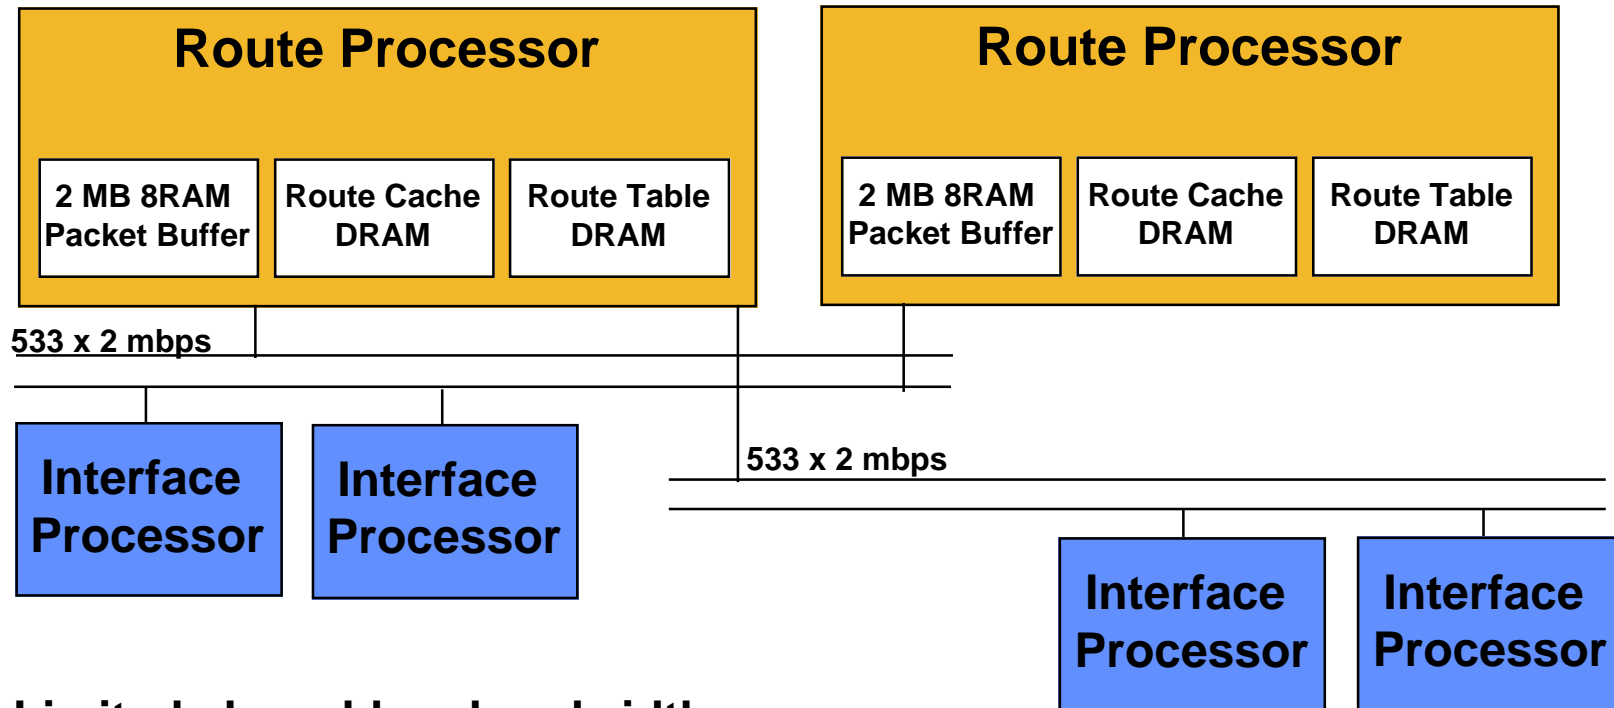 Route Processor
Route Processor
2 MB 8RAM
Packet Buffer
Route Cache
DRAM
Route Table
DRAM
2 MB 8RAM
Packet Buffer
Route Cache
DRAM
Route Table
DRAM
533 x 2 mbps
533 x 2 mbps
Interface
Processor
Interface
Processor
Interface
Processor
Interface
Processor